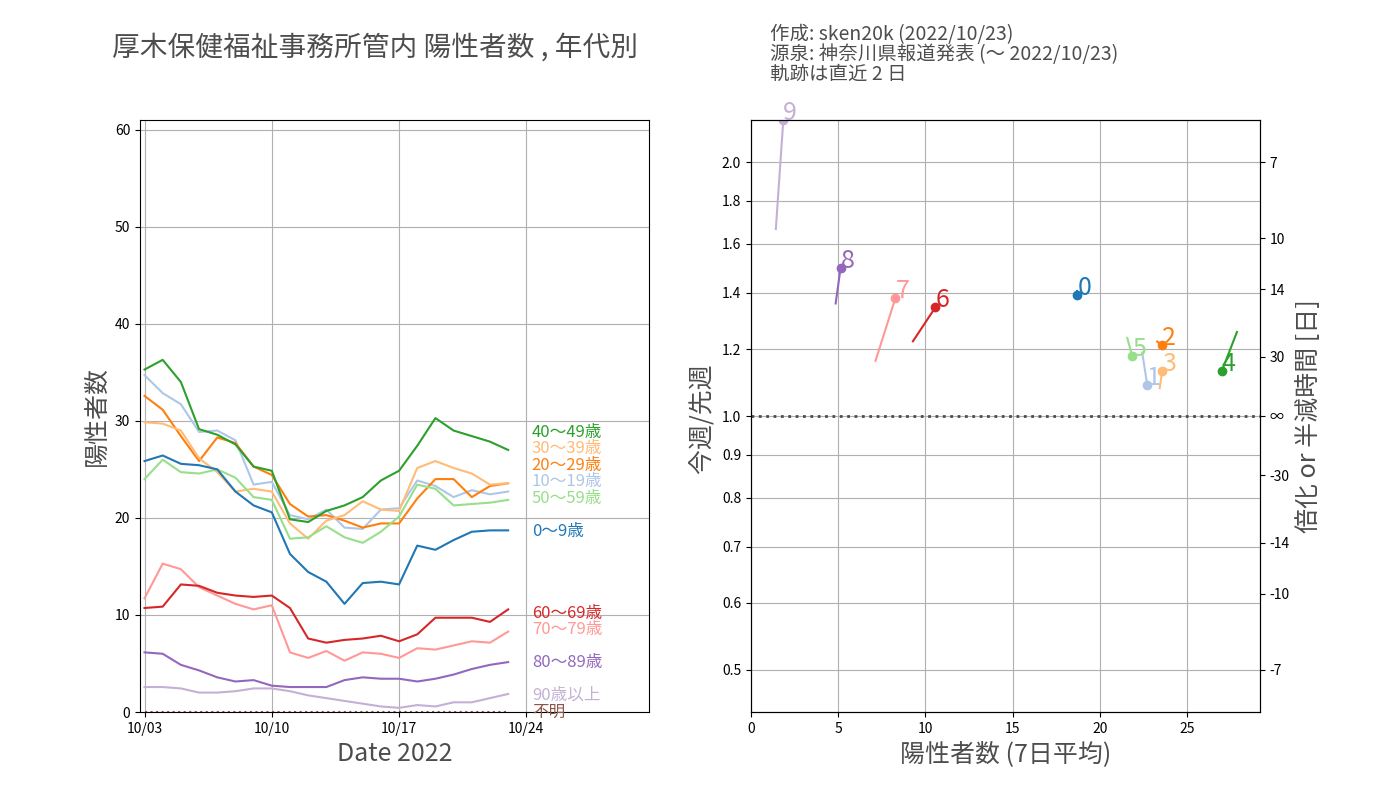 厚木保健福祉事務所管内 陽性者数 , 年代別
作成: sken20k (2022/10/23)
源泉: 神奈川県報道発表 (～ 2022/10/23)
軌跡は直近 2 日
陽性者数
60
50
40
30
20
10
0
10/03
10/10
10/17
10/24
Date 2022
40～49歳
30～39歳
20～29歳
10～19歳
50～59歳
0～9歳
60～69歳
70～79歳
80～89歳
90歳以上
不明
今週/先週
2.0
1.8
1.6
1.4
1.2
1.0
0.9
0.8
0.7
0.6
0.5
9
8
7
6
0
5
2
1
3
4
0
5
10
15
20
25
陽性者数 (7日平均)
7
10
14
30
∞
-30
-14
-10
-7
倍化 or 半減時間 [日]